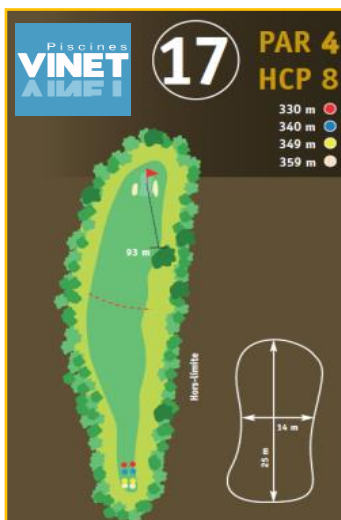 Piscines
VINET
17
PAR 4
HCP 8
330 m
340 m
349 m
359 m
93 m
Hors-limite
14 m
25 m